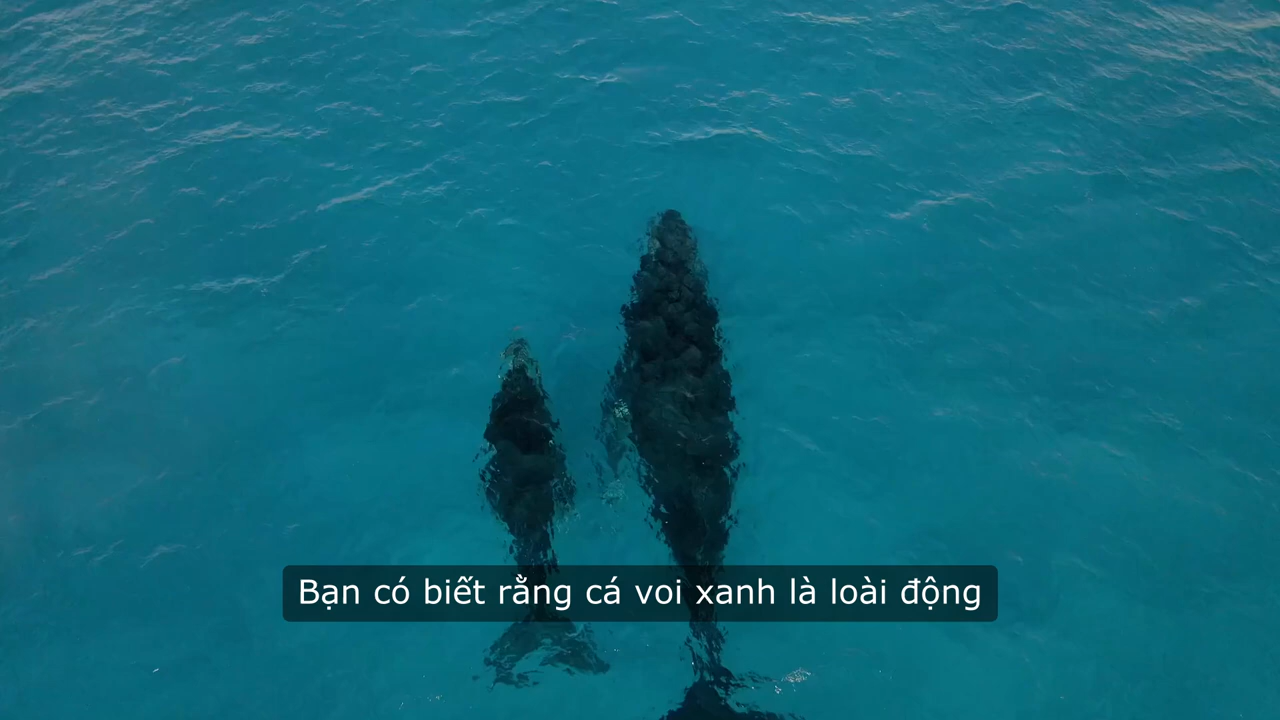 Bạn có biết rằng cá voi xanh là loài động